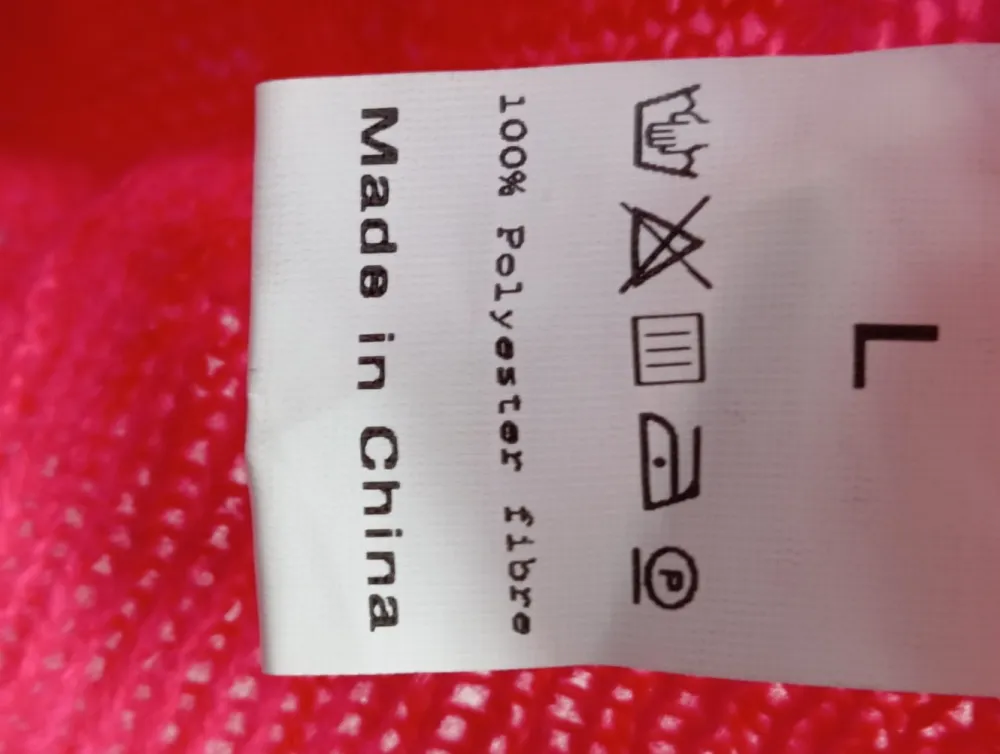 L
P
100% Polyester fibre
Made in China